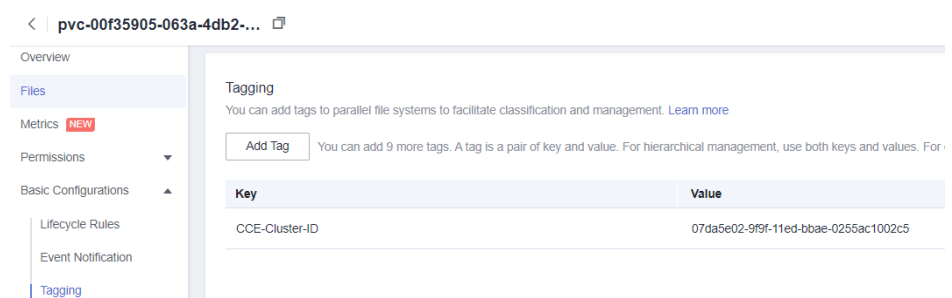 pvc-00f35905-063a-4db2-...
Overview
Files
Metrics NEW
Permissions
Basic Configurations
Lifecycle Rules
Event Notification
Tagging
Tagging
You can add tags to parallel file systems to facilitate classification and management. Learn more
Add Tag You can add 9 more tags. A tag is a pair of key and value. For hierarchical management, use both keys and values. For
Key Value
CCE-Cluster-ID 07da5e02-9f9f-11ed-bbae-0255ac1002c5